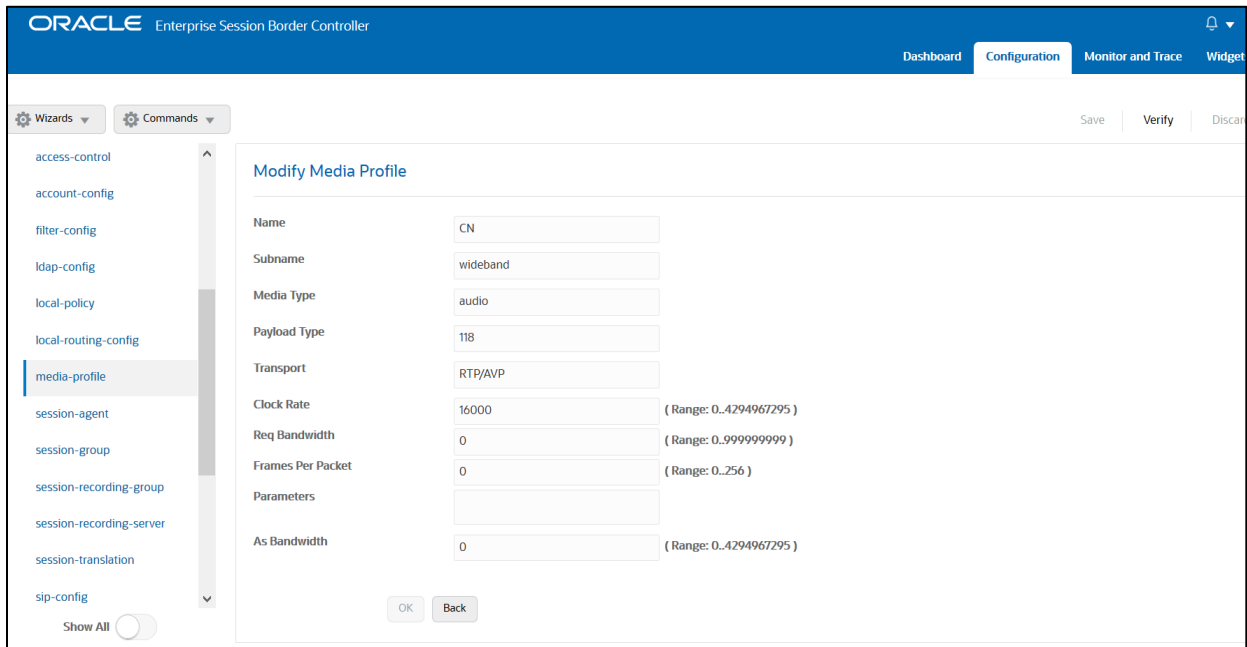 ORACLE Enterprise Session Border Controller
Dashboard Configuration Monitor and Trace Widget
Wizards Commands Save Verify Discar
access-control
account-config
filter-config
ldap-config
local-policy
local-routing-config
media-profile
session-agent
session-group
session-recording-group
session-recording-server
session-translation
sip-config
Show All
Modify Media Profile
Name CN
Subname wideband
Media Type audio
Payload Type 118
Transport RTP/AVP
Clock Rate 16000 ( Range: 0..4294967295 )
Req Bandwidth 0 ( Range: 0..999999999 )
Frames Per Packet 0 ( Range: 0..256 )
Parameters
As Bandwidth 0 ( Range: 0..4294967295 )
OK Back